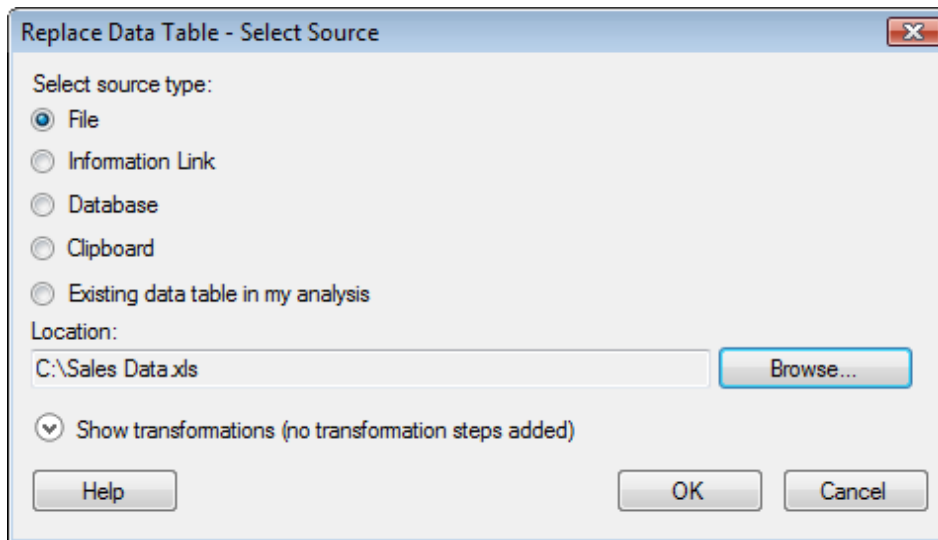 Replace Data Table - Select Source
Select source type:
File
Information Link
Database
Clipboard
Existing data table in my analysis
Location:
C:\Sales Data.xls
Browse...
Show transformations (no transformation steps added)
Help
OK
Cancel